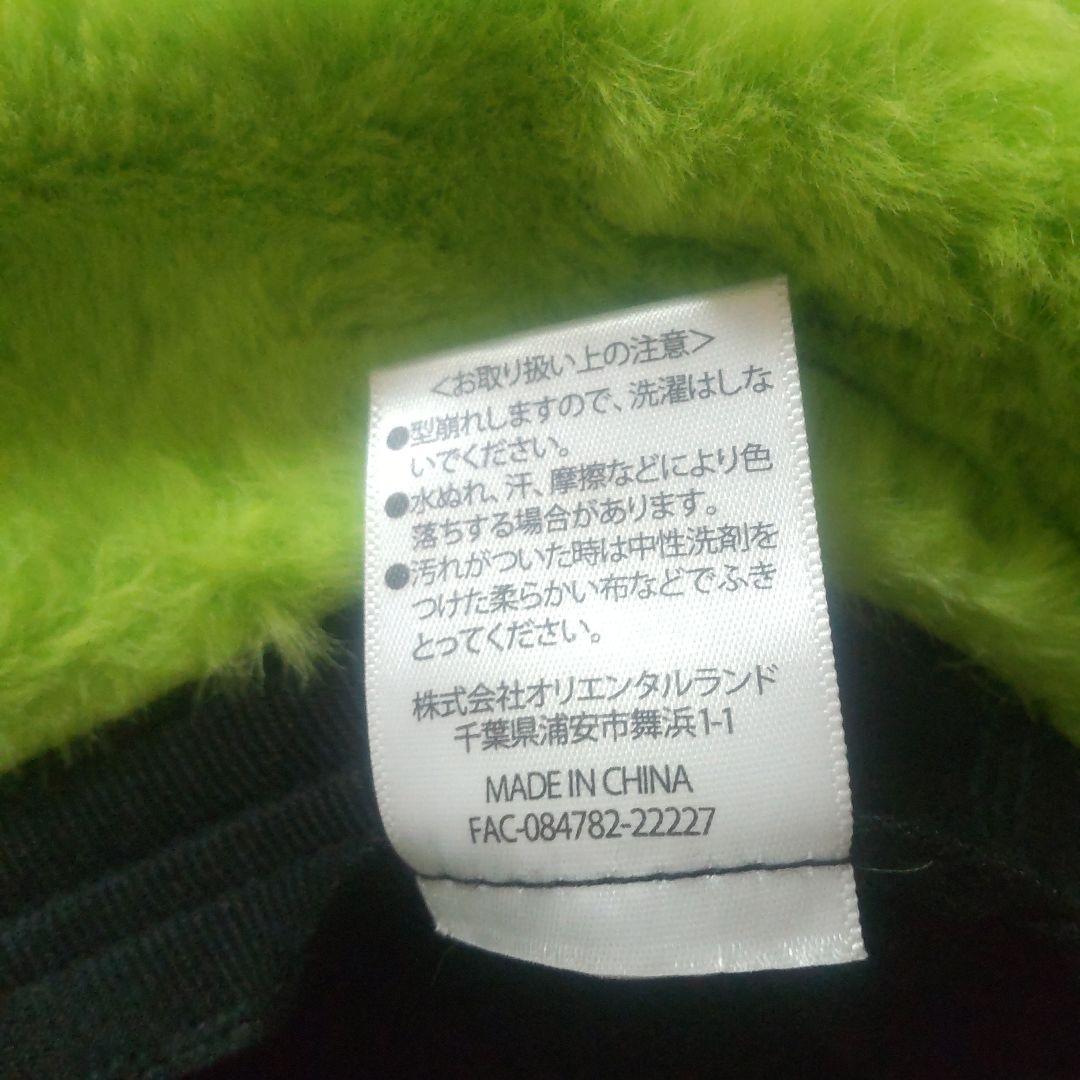 <お取り扱い上の注意>
●型崩れしますので、洗濯はしな
いでください。
●水ぬれ、汗、摩擦などにより色
落ちする場合があります。
●汚れがついた時は中性洗剤を
つけた柔らかい布などでふき
とってください。
株式会社オリエンタルランド
千葉県浦安市舞浜1-1
MADE IN CHINA
FAC-084782-22227